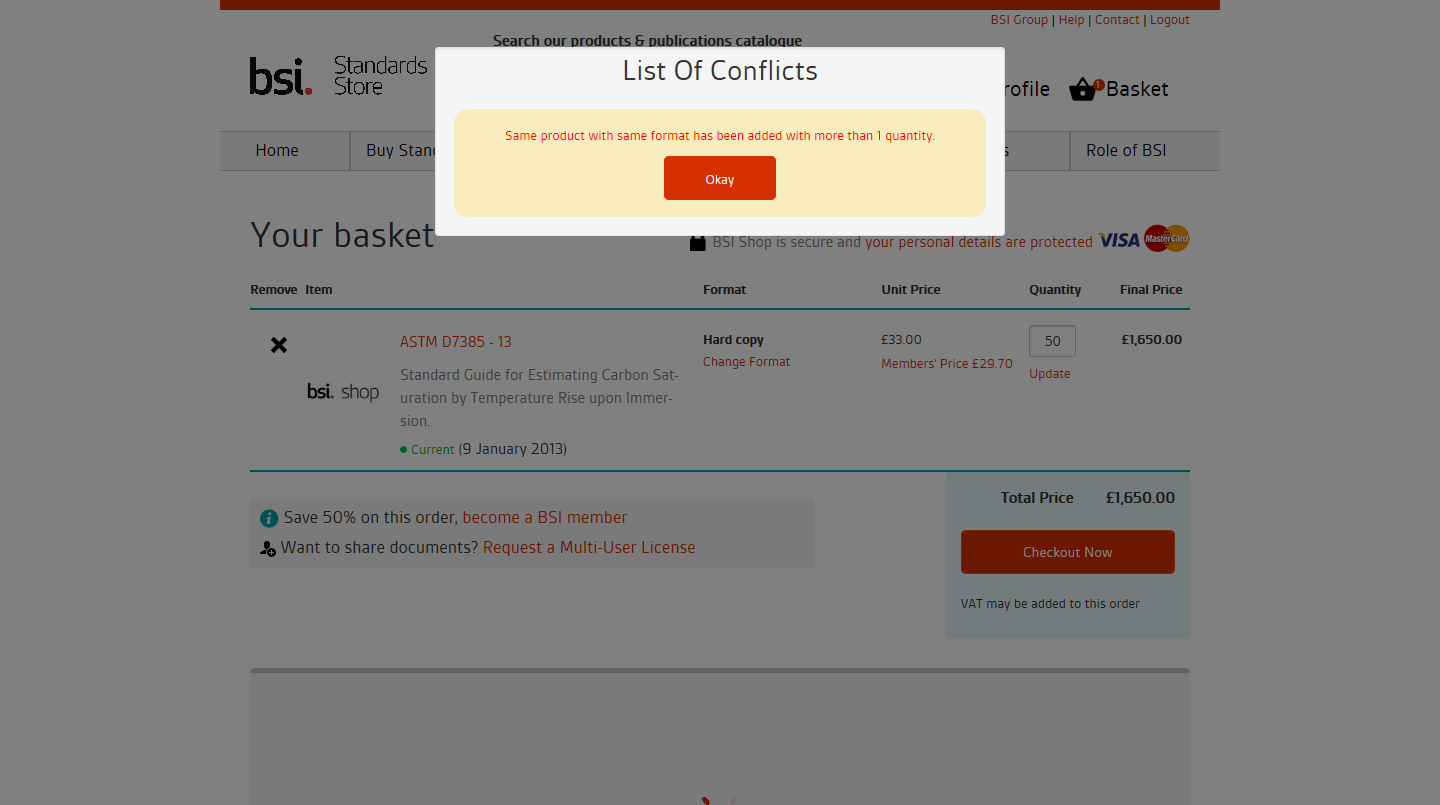 BSI Group | Help | Contact | Logout
Search our products & publications catalogue
bsi. Standards Store
List Of Conflicts
Same product with same format has been added with more than 1 quantity.
Okay
rofile
1
Basket
Home
Buy Stand
s
Role of BSI
Your basket
BSI Shop is secure and your personal details are protected
VISA MasterCard
Remove Item Format Unit Price Quantity Final Price
ASTM D7385 - 13
Hard copy
£33.00
50
£1,650.00
Change Format
Members' Price £29.70
Update
bsi. shop
Standard Guide for Estimating Carbon Sat-
uration by Temperature Rise upon Immer-
sion.
Current (9 January 2013)
Total Price £1,650.00
Save 50% on this order, become a BSI member
Want to share documents? Request a Multi-User License
Checkout Now
VAT may be added to this order